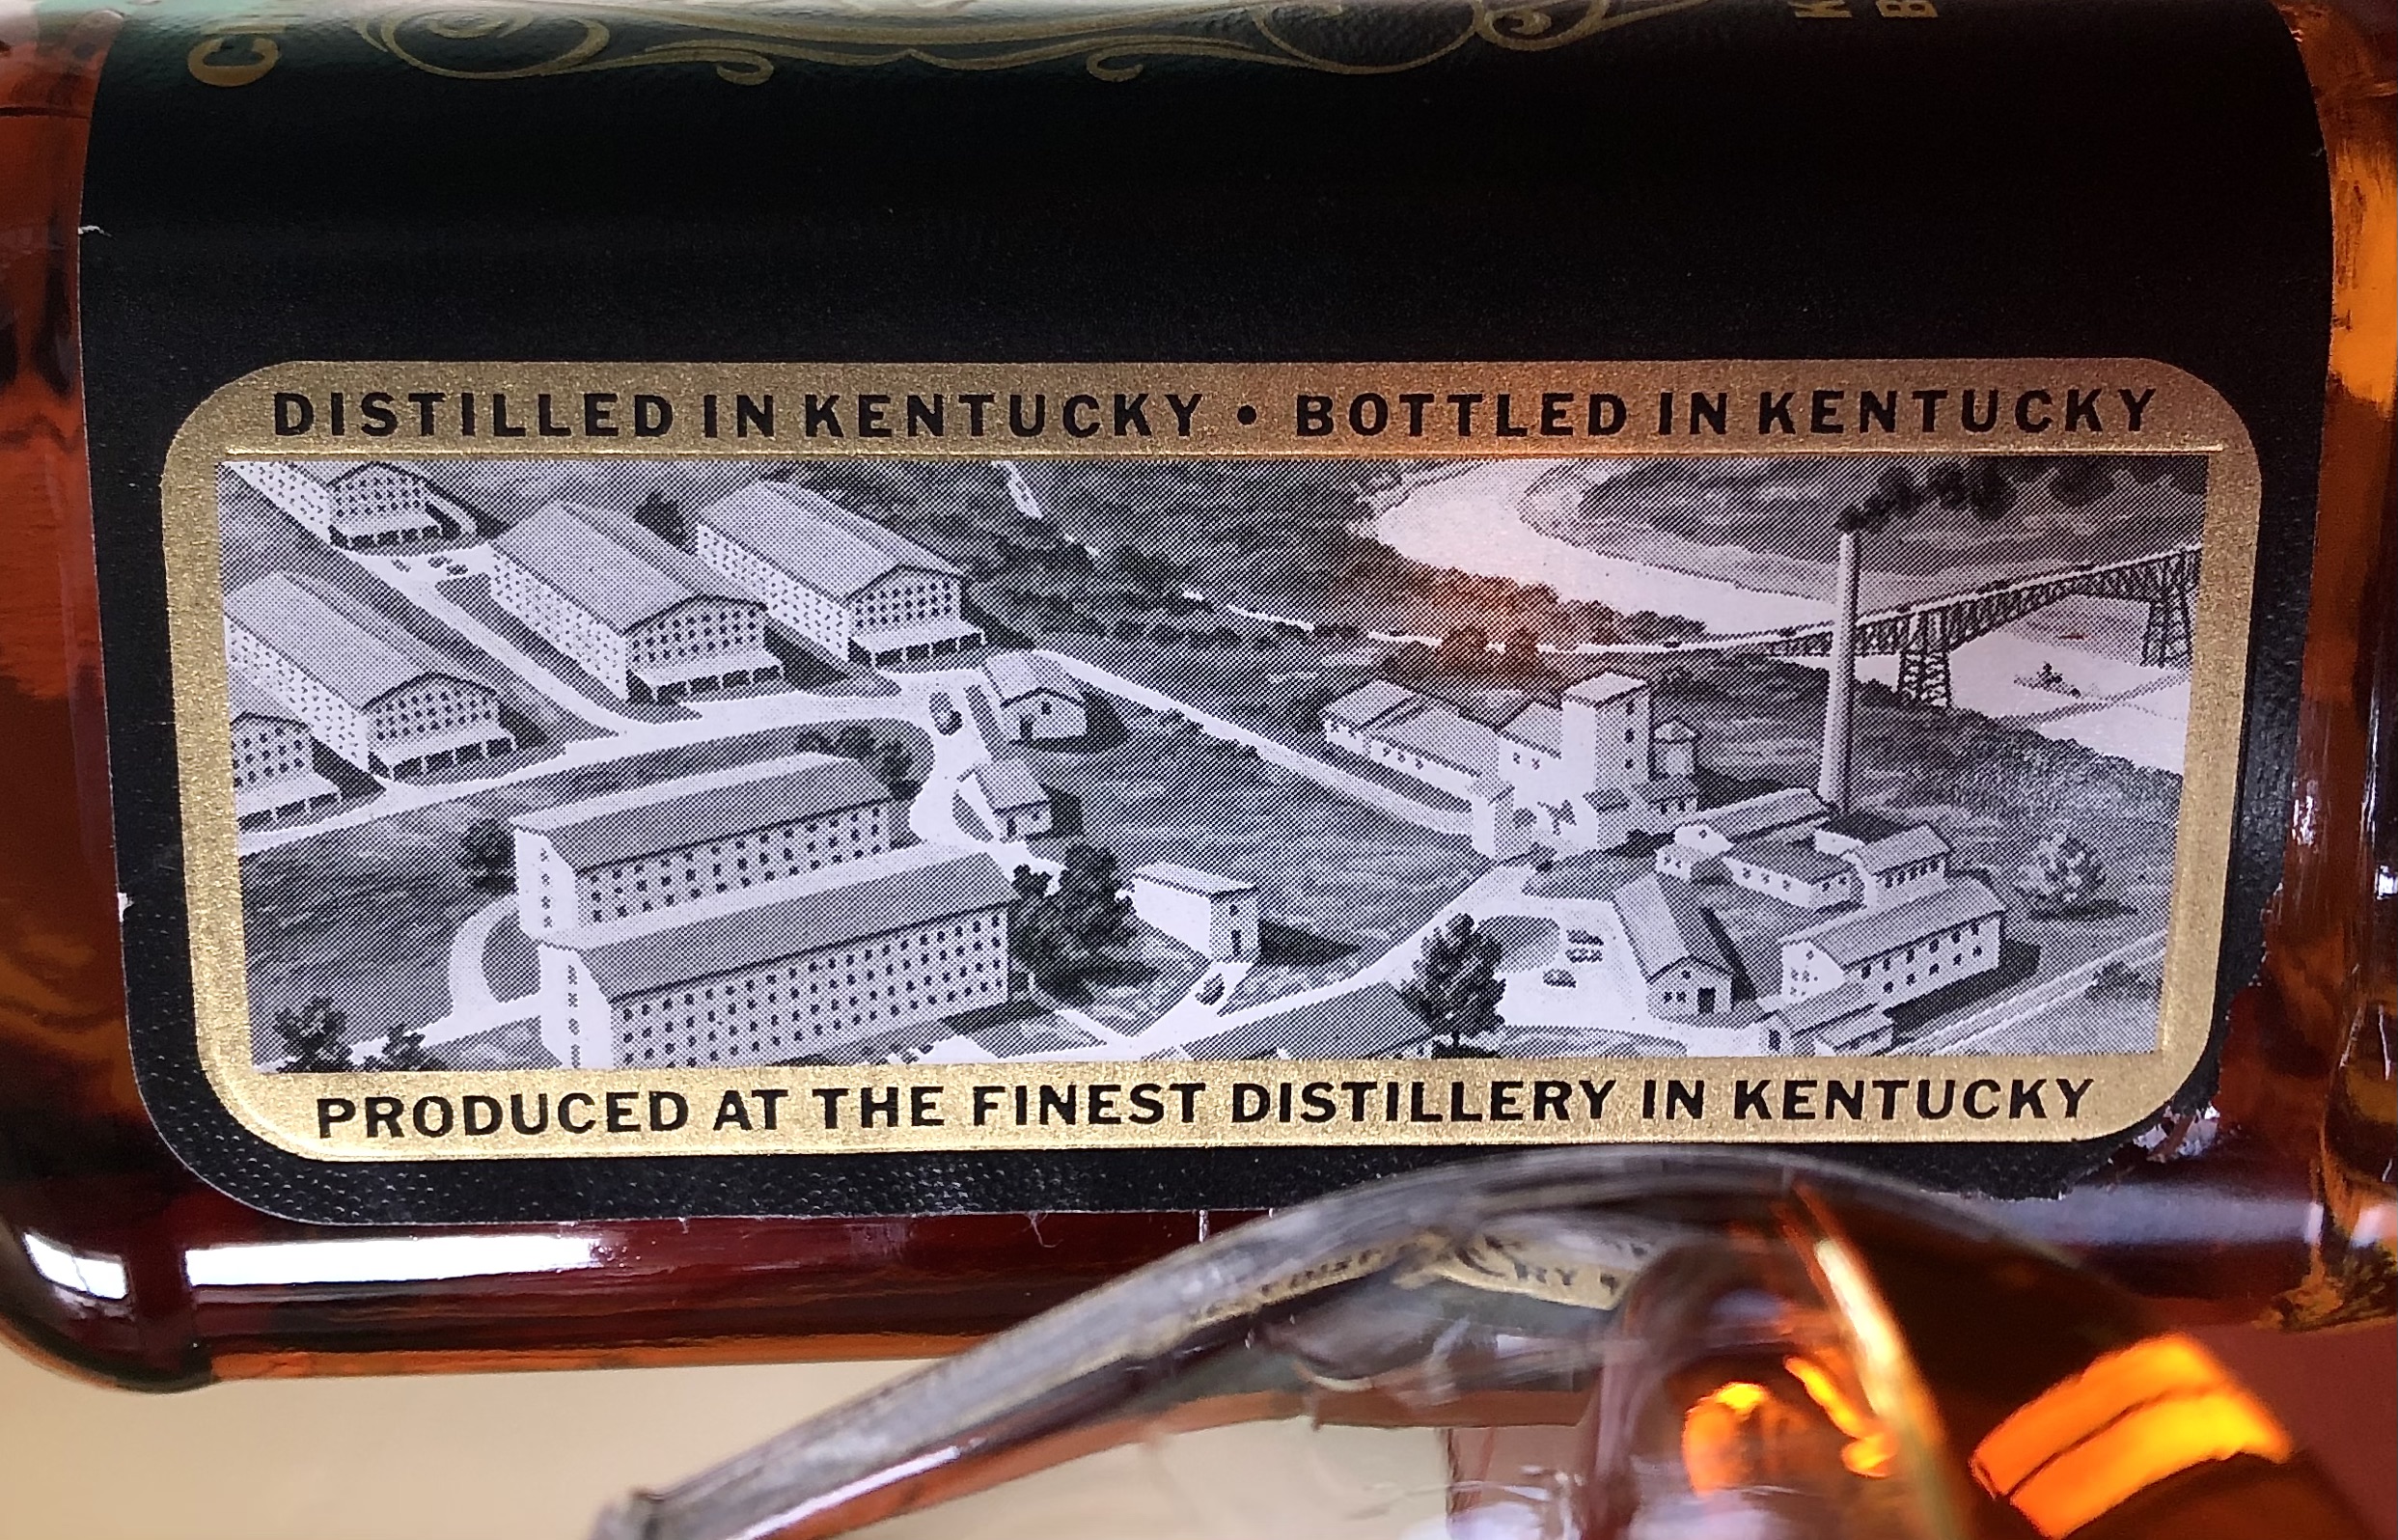 DISTILLED IN KENTUCKY • BOTTLED IN KENTUCKY
PRODUCED AT THE FINEST DISTILLERY IN KENTUCKY